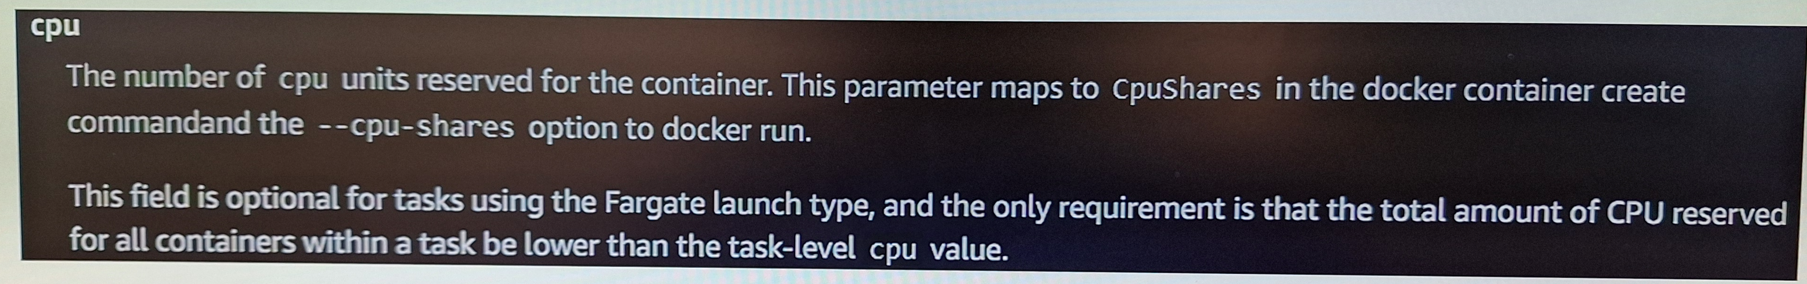 cpu
The number of cpu units reserved for the container. This parameter maps to CpuShares in the docker container create
commandand the --cpu-shares option to docker run.
This field is optional for tasks using the Fargate launch type, and the only requirement is that the total amount of CPU reserved
for all containers within a task be lower than the task-level cpu value.